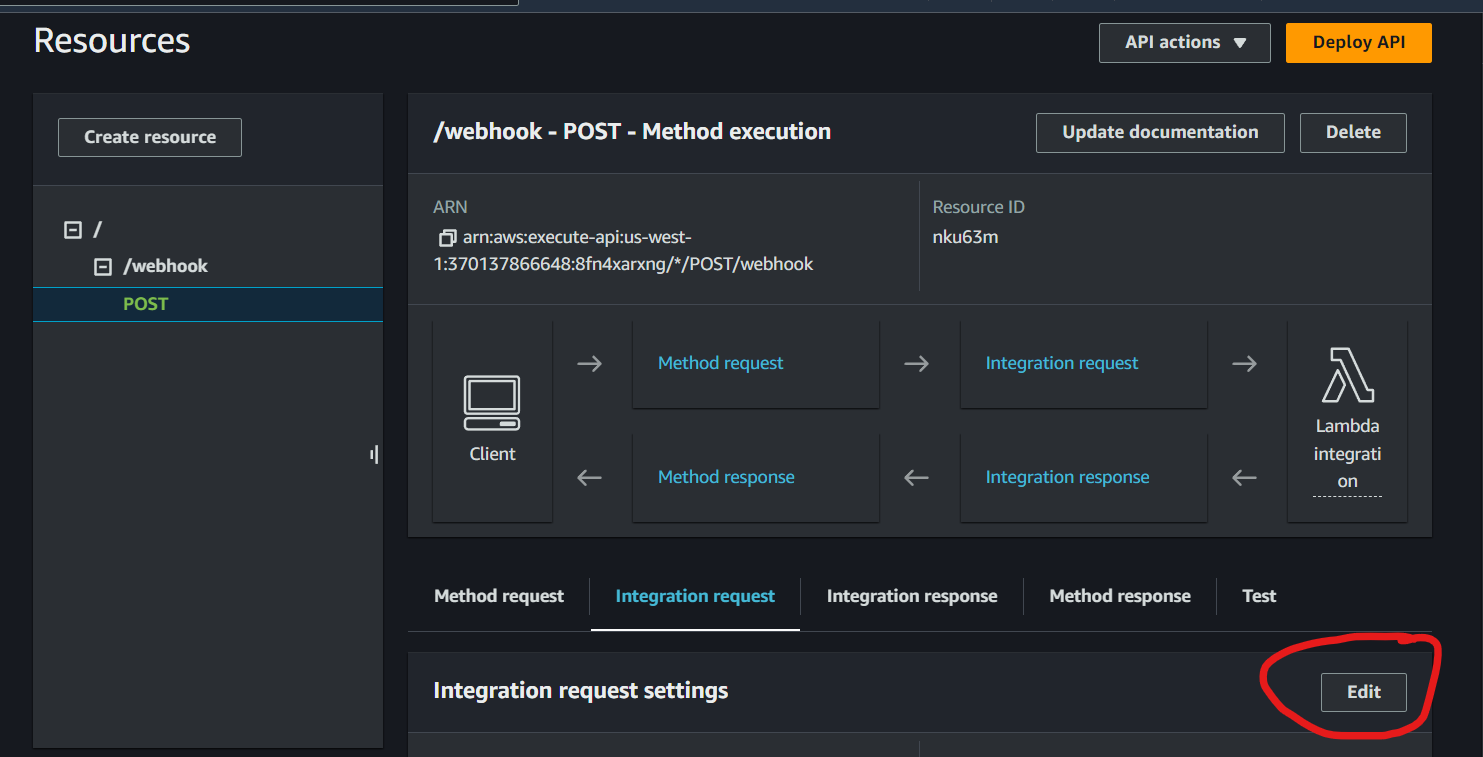 Resources
API actions ▼
Deploy API
Create resource
/
/webhook
POST
/webhook - POST - Method execution
Update documentation
Delete
ARN
arn:aws:execute-api:us-west-
1:370137866648:8fn4xarxng/*/POST/webhook
Resource ID
nku63m
Client
Method request
Integration request
Method response
Integration response
Lambda
integrati
on
Method request
Integration request
Integration response
Method response
Test
Integration request settings
Edit